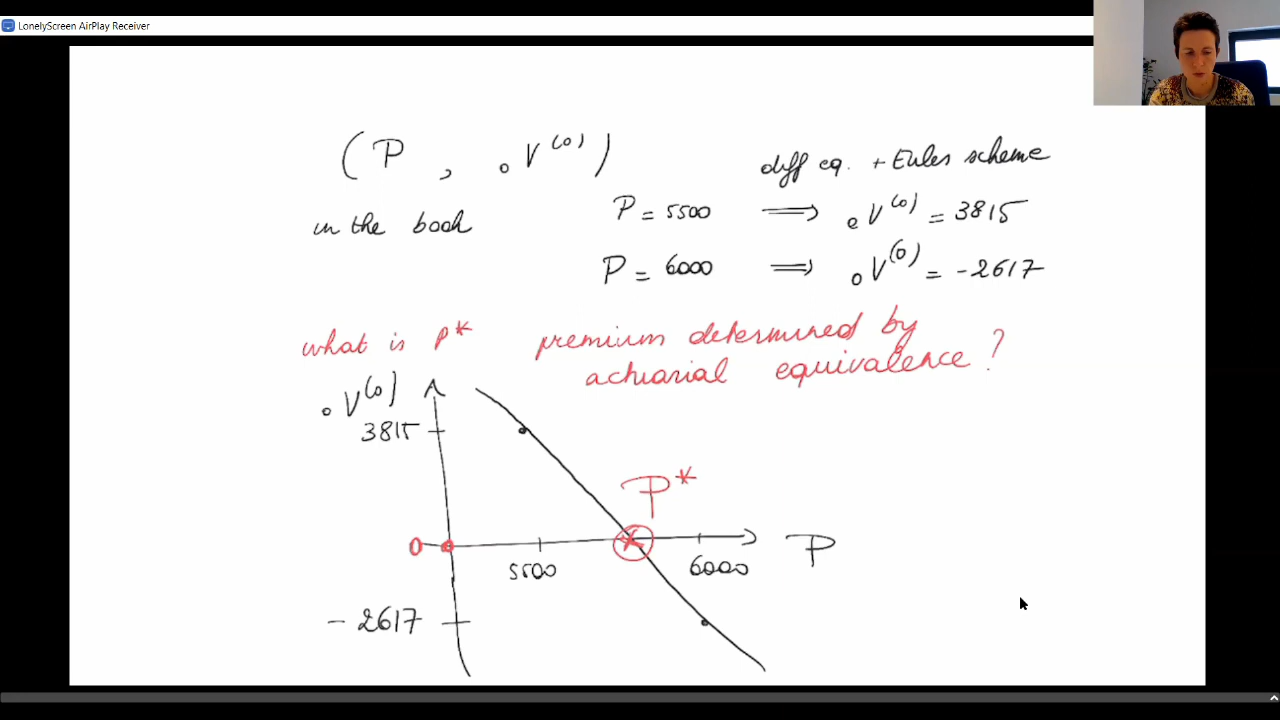 LonelyScreen AirPlay Receiver
(P, ₀V⁽⁰⁾)
diff eq. + Euler scheme
in the book
P = 5500 ⟹ ₀V⁽⁰⁾ = 3815
P = 6000 ⟹ ₀V⁽⁰⁾ = -2617
what is P* premium determined by
actuarial equivalence?
₀V⁽⁰⁾
3815
P*
0
P
5500
6000
- 2617